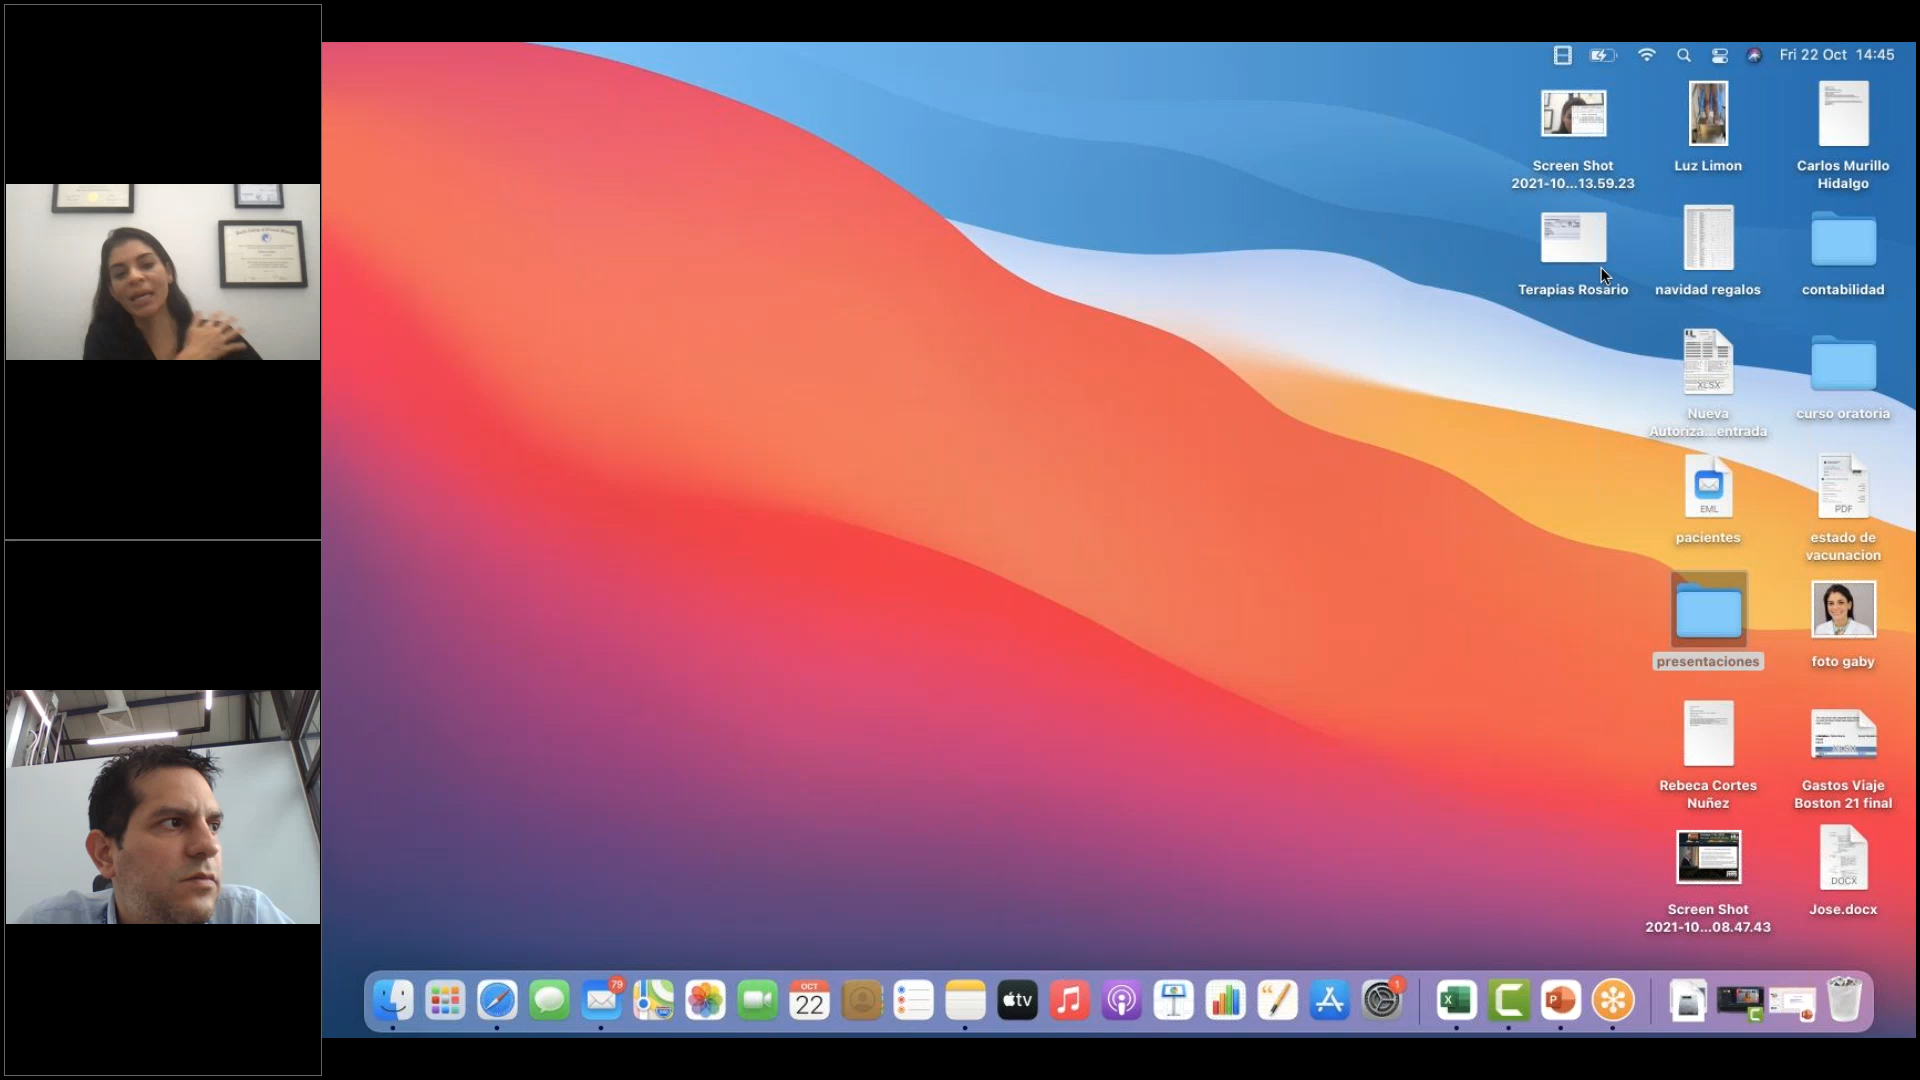 Fri 22 Oct 14:45
Screen Shot
2021-10...13.59.23
Luz Limon
Carlos Murillo
Hidalgo
Terapias Rosario
navidad regalos
contabilidad
XLSX
Nueva
Autoriza...entrada
curso oratoria
EML
pacientes
PDF
estado de
vacunacion
presentaciones
foto gaby
Rebeca Cortes
Nuñez
XLSX
Gastos Viaje
Boston 21 final
Screen Shot
2021-10...08.47.43
DOCX
Jose.docx
79
OCT
22
tv
1
X
C
P